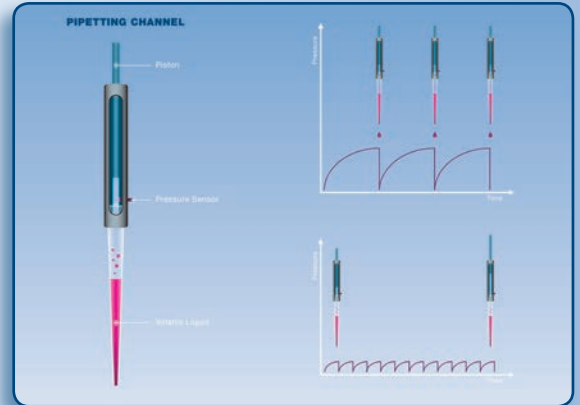 PIPETTING CHANNEL
Piston
Pressure Sensor
Volatile Liquid
Pressure
Time
Pressure
Time